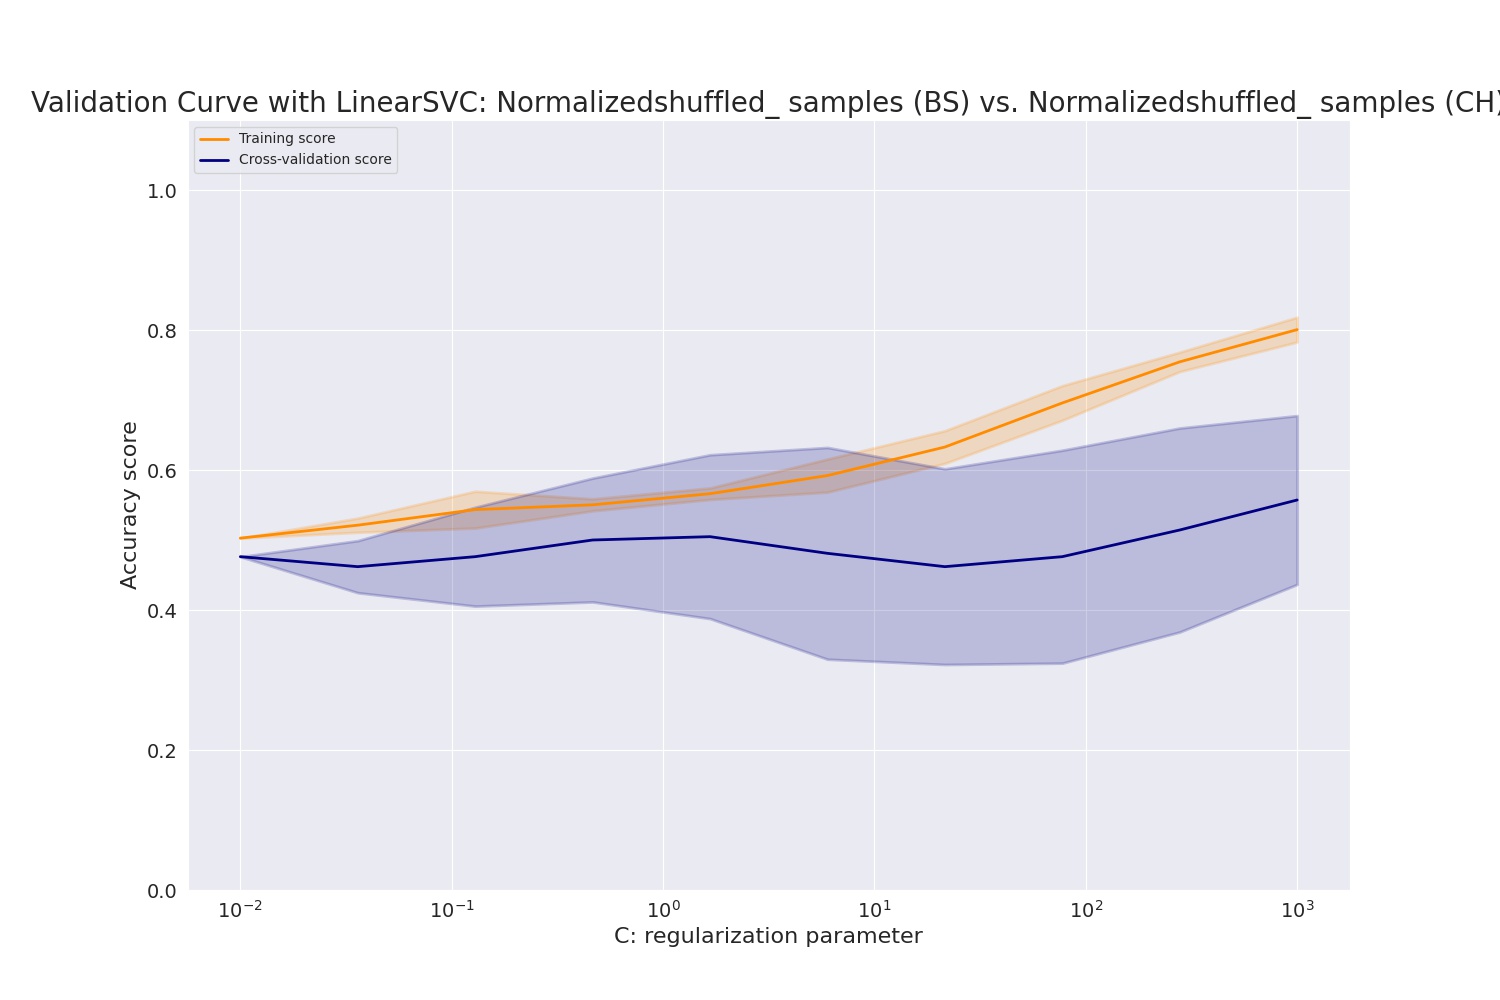 Validation Curve with LinearSVC: Normalizedshuffled_ samples (BS) vs. Normalizedshuffled_ samples (CH)
Training score
Cross-validation score
1.0
0.8
0.6
0.4
0.2
0.0
Accuracy score
10⁻² 10⁻¹ 10⁰ 10¹ 10² 10³
C: regularization parameter